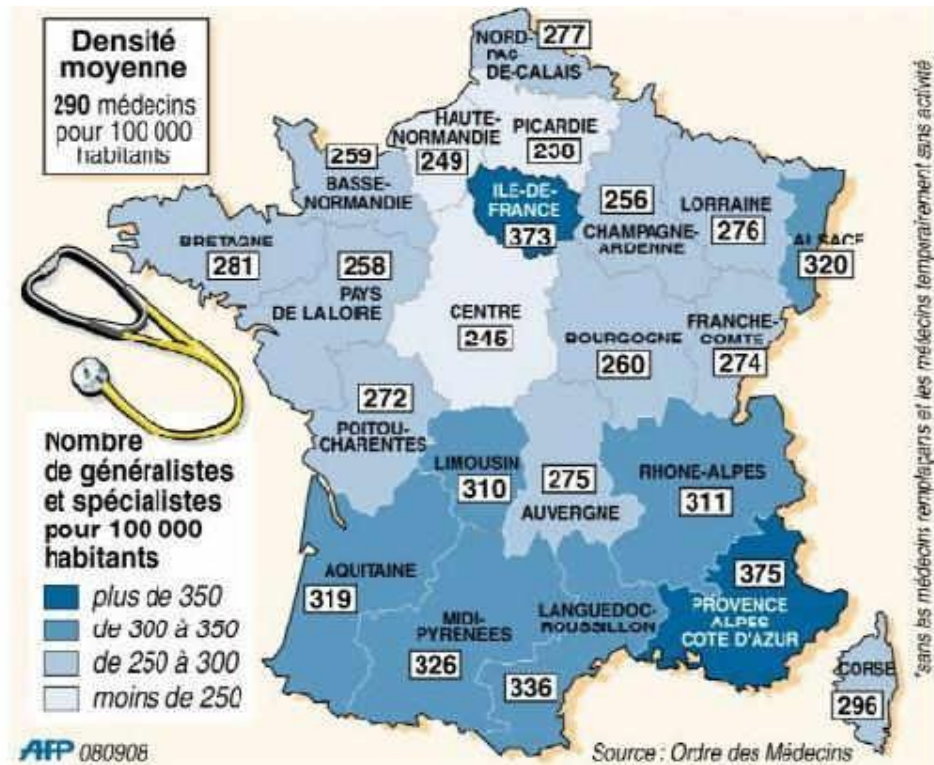 Densité
moyenne
290 médecins
pour 100 000
habitants
NORD-
PAS-
DE-CALAIS
277
HAUTE-
NORMANDIE
249
PICARDIE
259
BASSE-
NORMANDIE
ILE-DE-
FRANCE
373
256
CHAMPAGNE-
ARDENNE
LORRAINE
276
ALSACE
320
BRETAGNE
281
258
PAYS
DE LA LOIRE
CENTRE
BOURGOGNE
260
FRANCHE-
COMTE
274
272
POITOU-
CHARENTES
LIMOUSIN
310
275
AUVERGNE
RHONE-ALPES
311
AQUITAINE
319
MIDI-
PYRENEES
326
LANGUEDOC-
ROUSSILLON
336
375
PROVENCE
ALPES
COTE D'AZUR
CORSE
296
Nombre
de généralistes
et spécialistes
pour 100 000
habitants
plus de 350
de 300 à 350
de 250 à 300
moins de 250
AFP 080908
Source : Ordre des Médecins
*sans les médecins remplaçants et les médecins temporairement sans activité